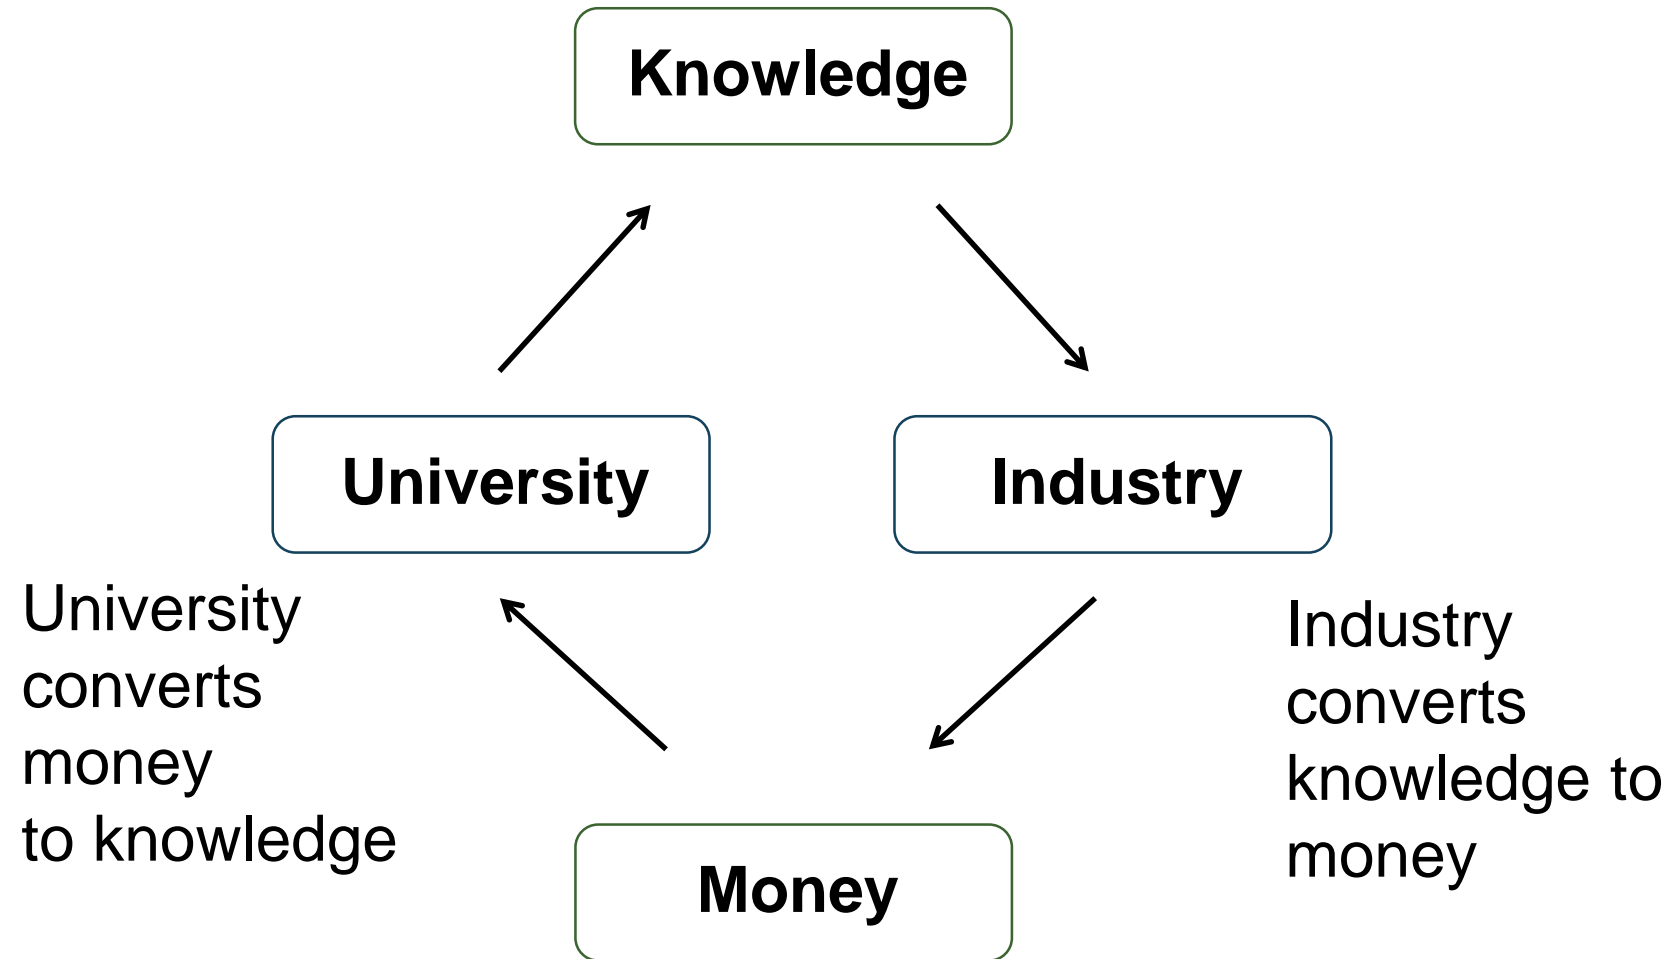 Knowledge
University
Industry
University
converts
money
to knowledge
Industry
converts
knowledge to
money
Money